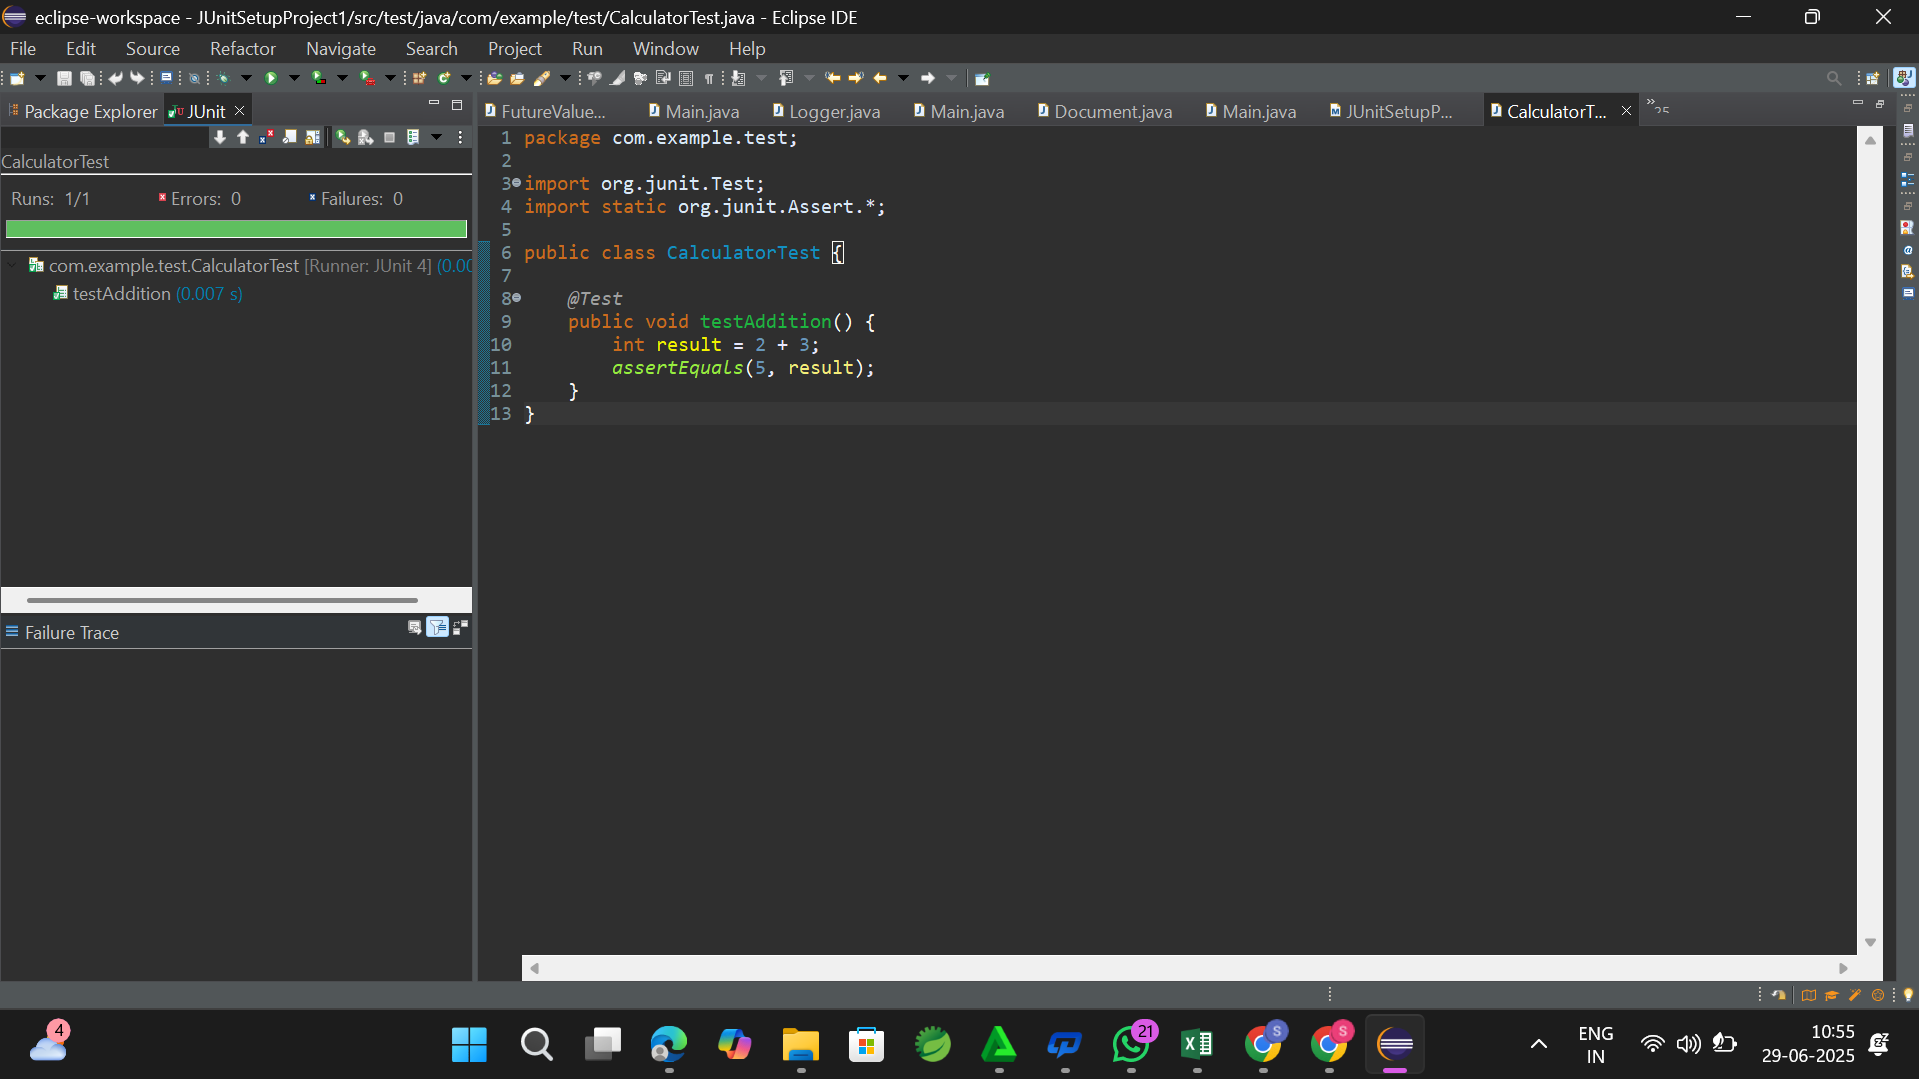 eclipse-workspace - JUnitSetupProject1/src/test/java/com/example/test/CalculatorTest.java - Eclipse IDE
File Edit Source Refactor Navigate Search Project Run Window Help
Package Explorer JUnit
FutureValue... Main.java Logger.java Main.java Document.java Main.java JUnitSetupP... CalculatorT... »25
CalculatorTest
Runs: 1/1 Errors: 0 Failures: 0
com.example.test.CalculatorTest [Runner: JUnit 4] (0.00
testAddition (0.007 s)
Failure Trace
1 package com.example.test;
2
3 import org.junit.Test;
4 import static org.junit.Assert.*;
5
6 public class CalculatorTest {
7
8 @Test
9 public void testAddition() {
10 int result = 2 + 3;
11 assertEquals(5, result);
12 }
13 }
4
21
S
S
ENG
IN
10:55
29-06-2025